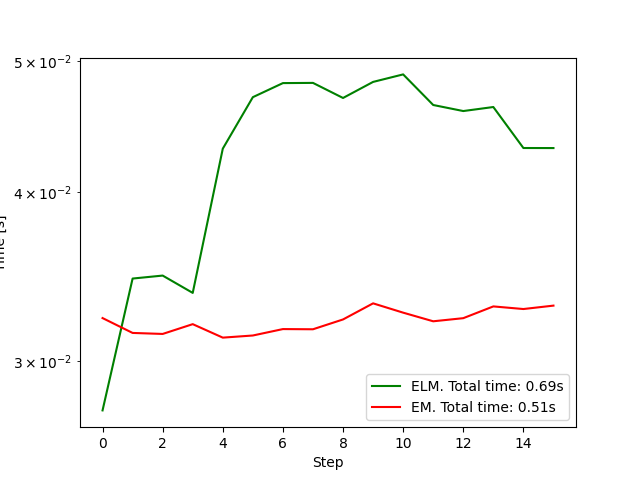 5 × 10⁻²
4 × 10⁻²
3 × 10⁻²
Time [s]
0 2 4 6 8 10 12 14
Step
ELM. Total time: 0.69s
EM. Total time: 0.51s